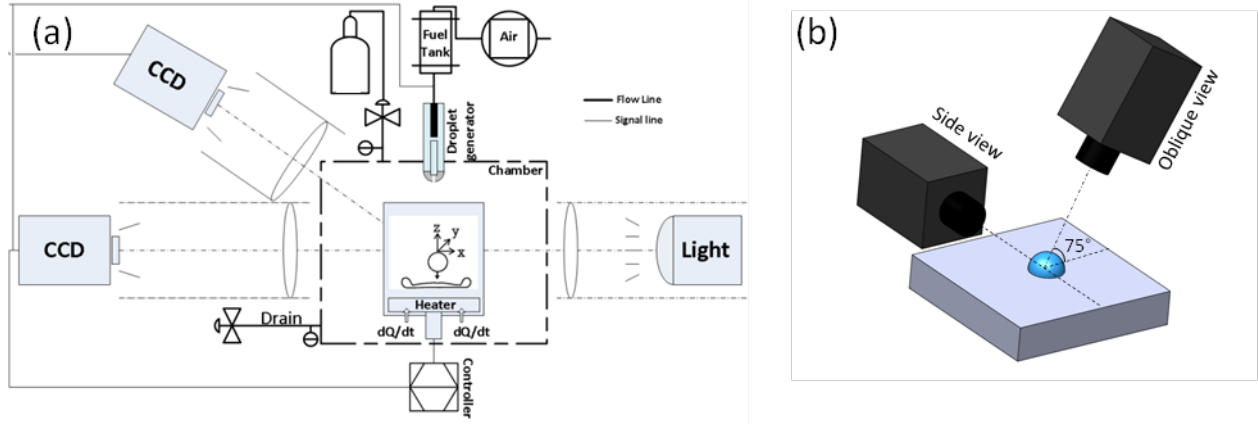 (a)
CCD
Fuel
Tank
Air
Flow Line
Signal line
Droplet
generator
Chamber
CCD
z
y
x
Light
Heater
Drain
dQ/dt
dQ/dt
Controller
(b)
Side view
Oblique view
75°